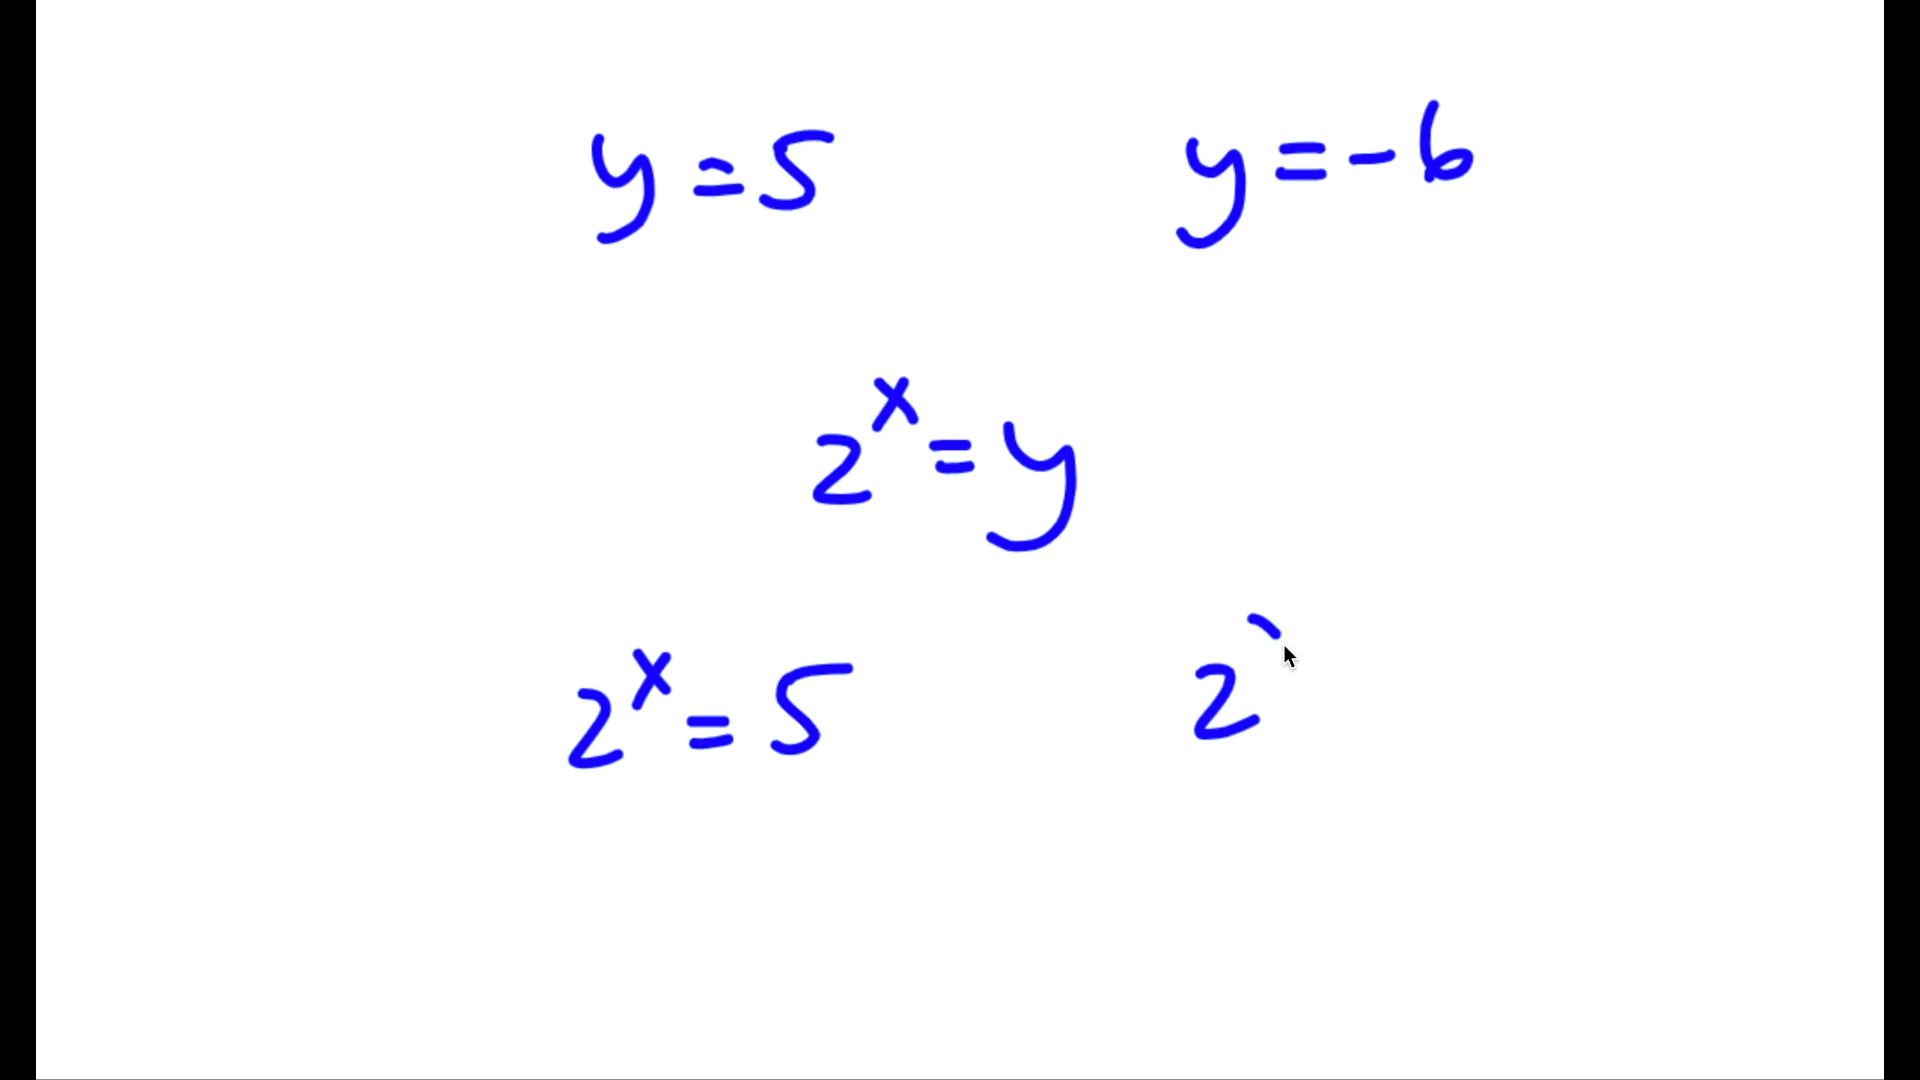 y = 5 y = -6
2^x = y
2^x = 5 2